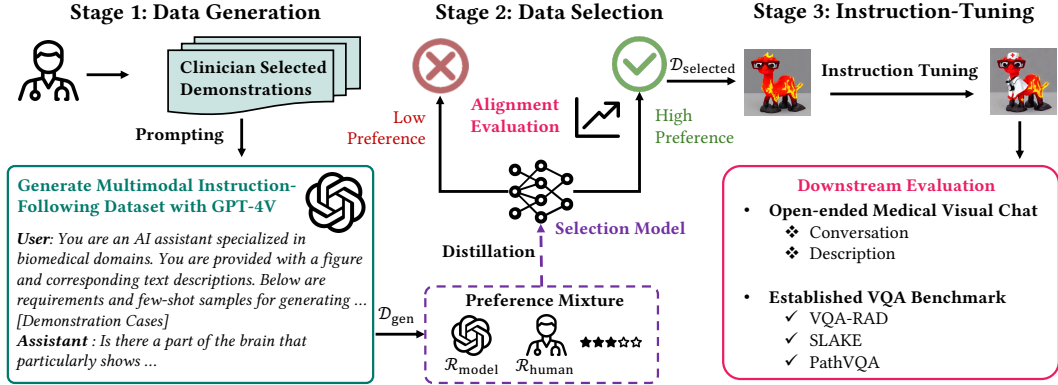 Stage 1: Data Generation
Clinician Selected
Demonstrations
Prompting
Generate Multimodal Instruction-
Following Dataset with GPT-4V
User: You are an AI assistant specialized in
biomedical domains. You are provided with a figure
and corresponding text descriptions. Below are
requirements and few-shot samples for generating ...
[Demonstration Cases]
Assistant : Is there a part of the brain that
particularly shows ...
𝒟gen
Stage 2: Data Selection
Low
Preference
Alignment
Evaluation
High
Preference
𝒟selected
Selection Model
Distillation
Preference Mixture
ℛmodel
ℛhuman
Stage 3: Instruction-Tuning
Instruction Tuning
Downstream Evaluation
• Open-ended Medical Visual Chat
❖ Conversation
❖ Description
• Established VQA Benchmark
✓ VQA-RAD
✓ SLAKE
✓ PathVQA